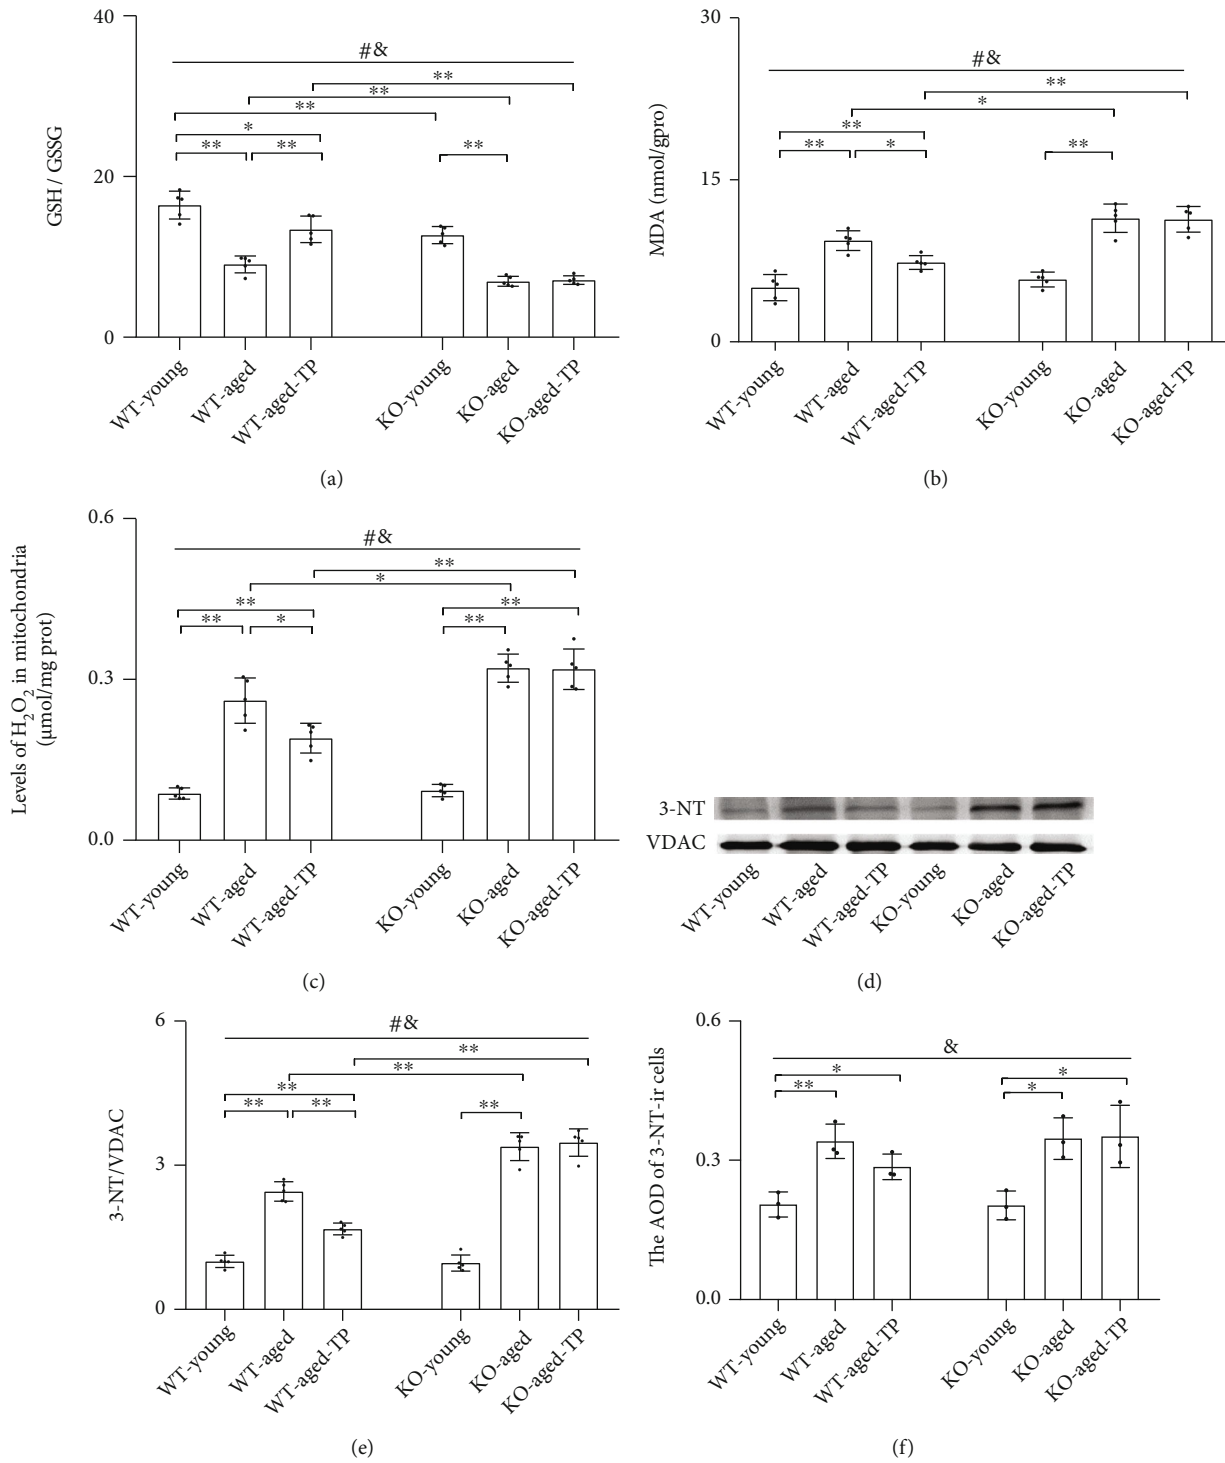 40
20
0
GSH / GSSG
#&
**
**
**
*
**
**
**
WT-young
WT-aged
WT-aged-TP
KO-young
KO-aged
KO-aged-TP
(a)
30
15
0
MDA (nmol/gpro)
#&
**
*
**
**
*
**
WT-young
WT-aged
WT-aged-TP
KO-young
KO-aged
KO-aged-TP
(b)
0.6
0.3
0.0
Levels of H2O2 in mitochondria
(μmol/mg prot)
#&
**
*
**
**
**
*
**
WT-young
WT-aged
WT-aged-TP
KO-young
KO-aged
KO-aged-TP
(c)
3-NT
VDAC
WT-young
WT-aged
WT-aged-TP
KO-young
KO-aged
KO-aged-TP
(d)
6
3
0
3-NT/VDAC
#&
**
**
**
**
**
**
WT-young
WT-aged
WT-aged-TP
KO-young
KO-aged
KO-aged-TP
(e)
0.6
0.3
0.0
The AOD of 3-NT-ir cells
&
*
*
**
*
WT-young
WT-aged
WT-aged-TP
KO-young
KO-aged
KO-aged-TP
(f)